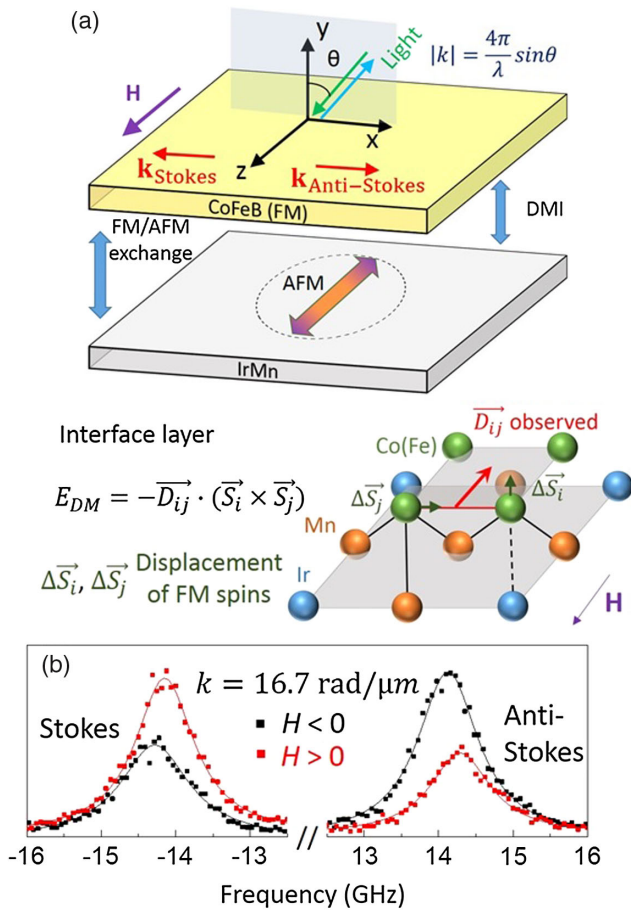 (a)
y
θ
Light
|k| = 4π/λ sinθ
H
x
z
k_Stokes
k_Anti−Stokes
CoFeB (FM)
DMI
FM/AFM
exchange
AFM
IrMn
Interface layer
D_ij→ observed
Co(Fe)
E_DM = −D_ij→ · (S_i→ × S_j→)
ΔS_j→
ΔS_i→
Mn
ΔS_i→, ΔS_j→ Displacement
of FM spins
Ir
H
(b)
k = 16.7 rad/μm
Stokes
H < 0
H > 0
Anti-
Stokes
-16 -15 -14 -13 // 13 14 15 16
Frequency (GHz)